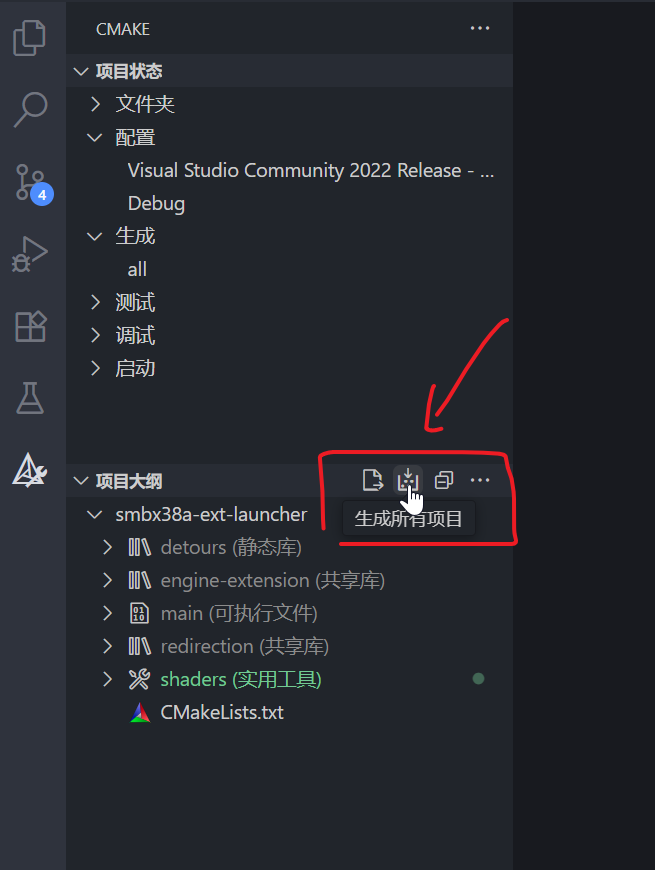 CMAKE
项目状态
文件夹
配置
Visual Studio Community 2022 Release - ...
Debug
生成
all
测试
调试
启动
4
项目大纲
生成所有项目
smbx38a-ext-launcher
detours (静态库)
engine-extension (共享库)
main (可执行文件)
redirection (共享库)
shaders (实用工具)
CMakeLists.txt